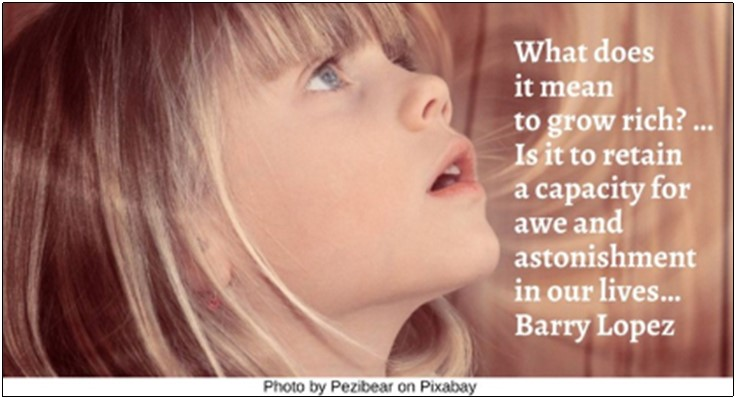 What does
it mean
to grow rich? ...
Is it to retain
a capacity for
awe and
astonishment
in our lives...
Barry Lopez
Photo by Pezibear on Pixabay